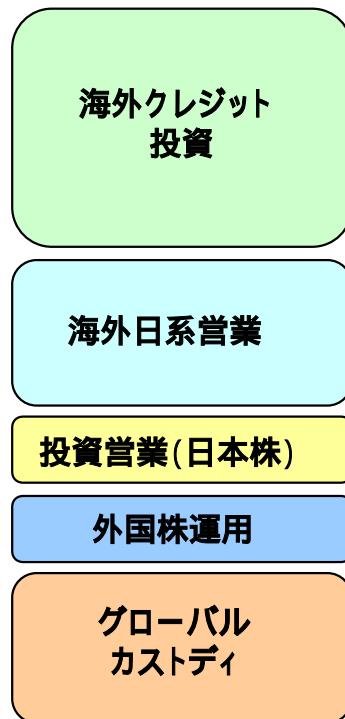 海外クレジット
投資
海外日系営業
投資営業(日本株)
外国株運用
グローバル
カストディ